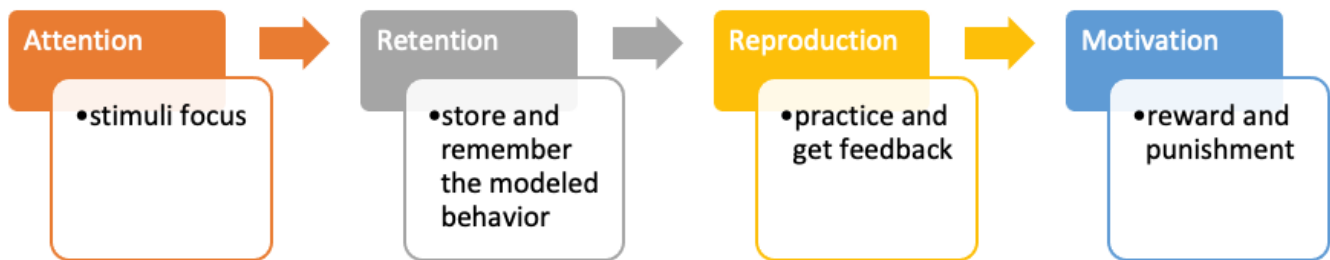 Attention
•stimuli focus
Retention
•store and
remember
the modeled
behavior
Reproduction
•practice and
get feedback
Motivation
•reward and
punishment